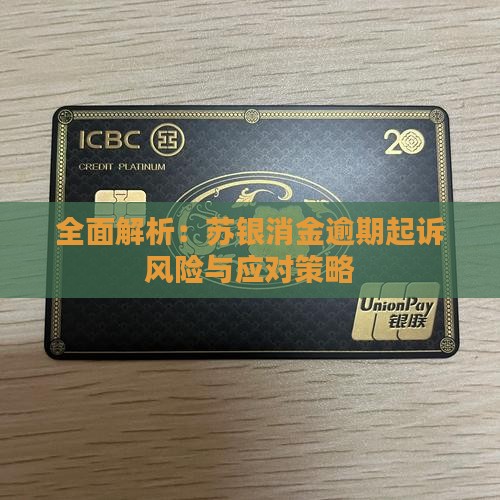 ICBC
20
CREDIT PLATINUM
全面解析：苏银消金逾期起诉
风险与应对策略
UnionPay
银联